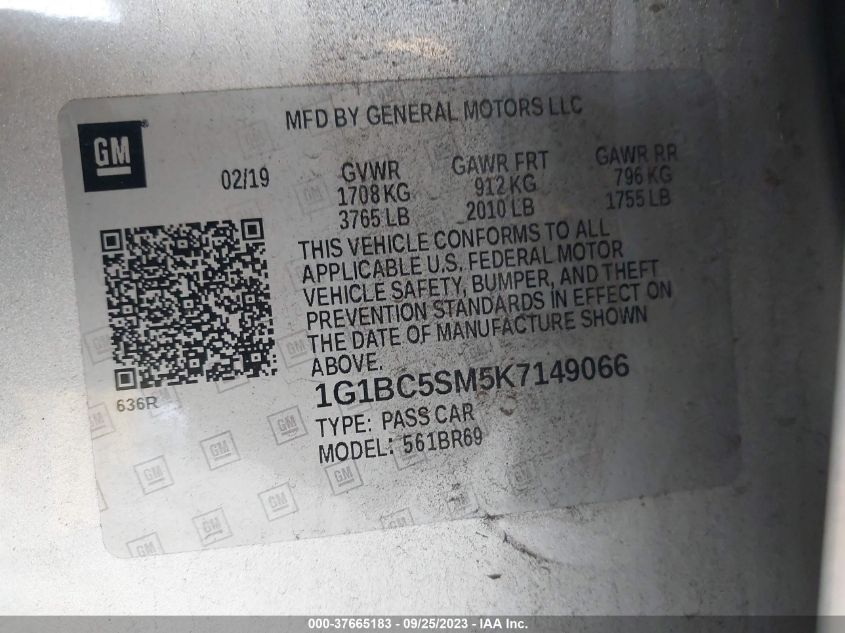 MFD BY GENERAL MOTORS LLC
GM
02/19
GVWR GAWR FRT GAWR RR
1708 KG 912 KG 796 KG
3765 LB 2010 LB 1755 LB
THIS VEHICLE CONFORMS TO ALL
APPLICABLE U.S. FEDERAL MOTOR
VEHICLE SAFETY, BUMPER, AND THEFT
PREVENTION STANDARDS IN EFFECT ON
THE DATE OF MANUFACTURE SHOWN
ABOVE.
636R
1G1BC5SM5K7149066
TYPE: PASS CAR
MODEL: 561BR69
000-37665183 - 09/25/2023 - IAA Inc.